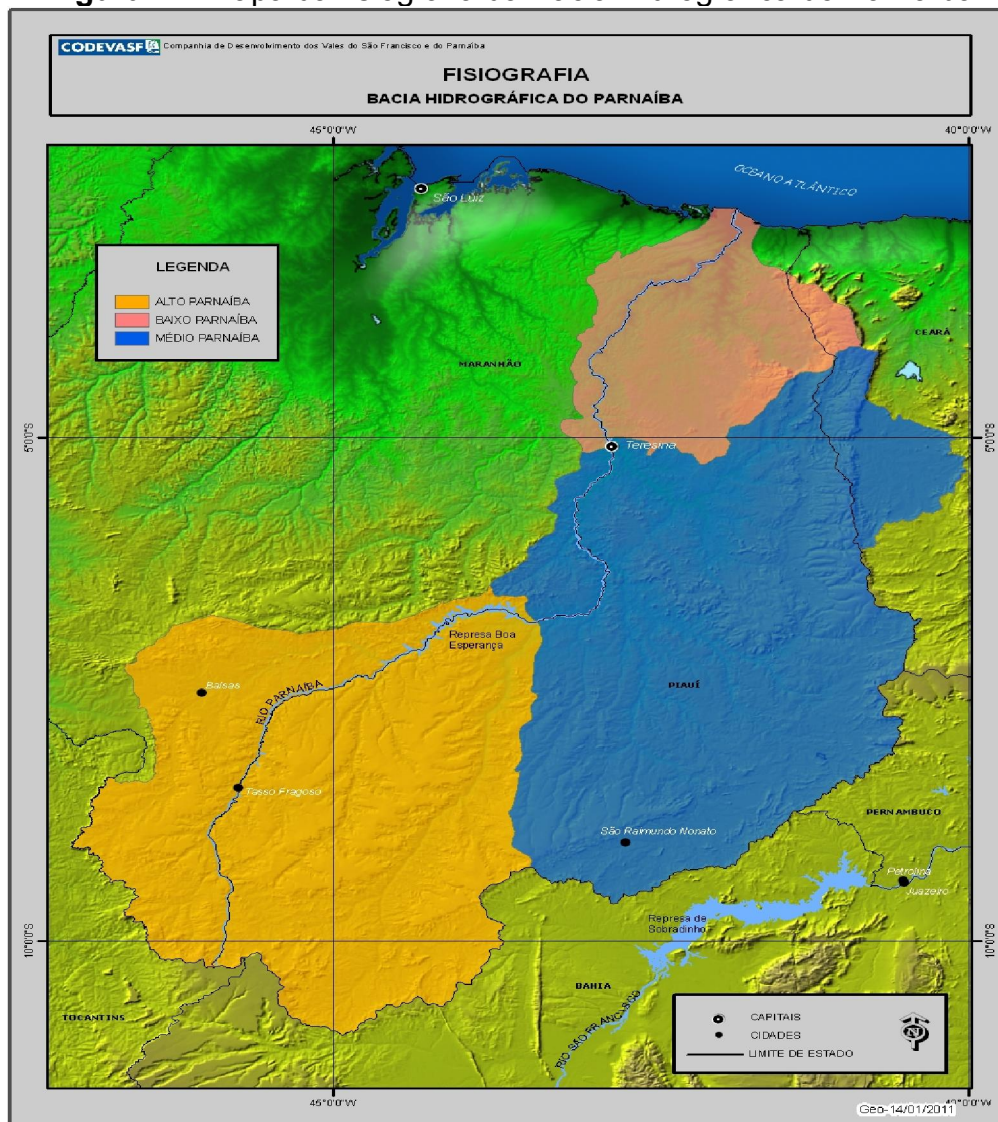 CODEVASF Companhia de Desenvolvimento dos Vales do São Francisco e do Parnaíba
FISIOGRAFIA
BACIA HIDROGRÁFICA DO PARNAÍBA
45°0'0"W
40°0'0"W
OCEANO ATLÂNTICO
São Luiz
LEGENDA
ALTO PARNAÍBA
BAIXO PARNAÍBA
MÉDIO PARNAÍBA
CEARÁ
MARANHÃO
5°0'0"S
5°0'0"S
Teresina
Represa Boa
Esperança
Balsas
RIO PARNAÍBA
PIAUÍ
Tasso Fragoso
PERNAMBUCO
São Raimundo Nonato
Petrolina
Juazeiro
Represa de
Sobradinho
10°0'0"S
10°0'0"S
BAHIA
TOCANTINS
RIO SÃO FRANCISCO
CAPITAIS
CIDADES
LIMITE DE ESTADO
N
45°0'0"W
40°0'0"W
Geo-14/01/2011